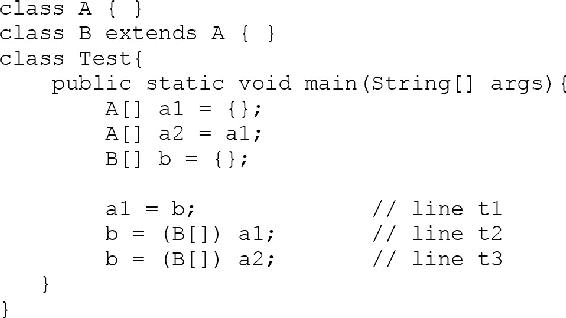 class A { }
class B extends A { }
class Test{
    public static void main(String[] args){
        A[] a1 = {};
        A[] a2 = a1;
        B[] b = {};

        a1 = b;              // line t1
        b = (B[]) a1;        // line t2
        b = (B[]) a2;        // line t3
   }
}